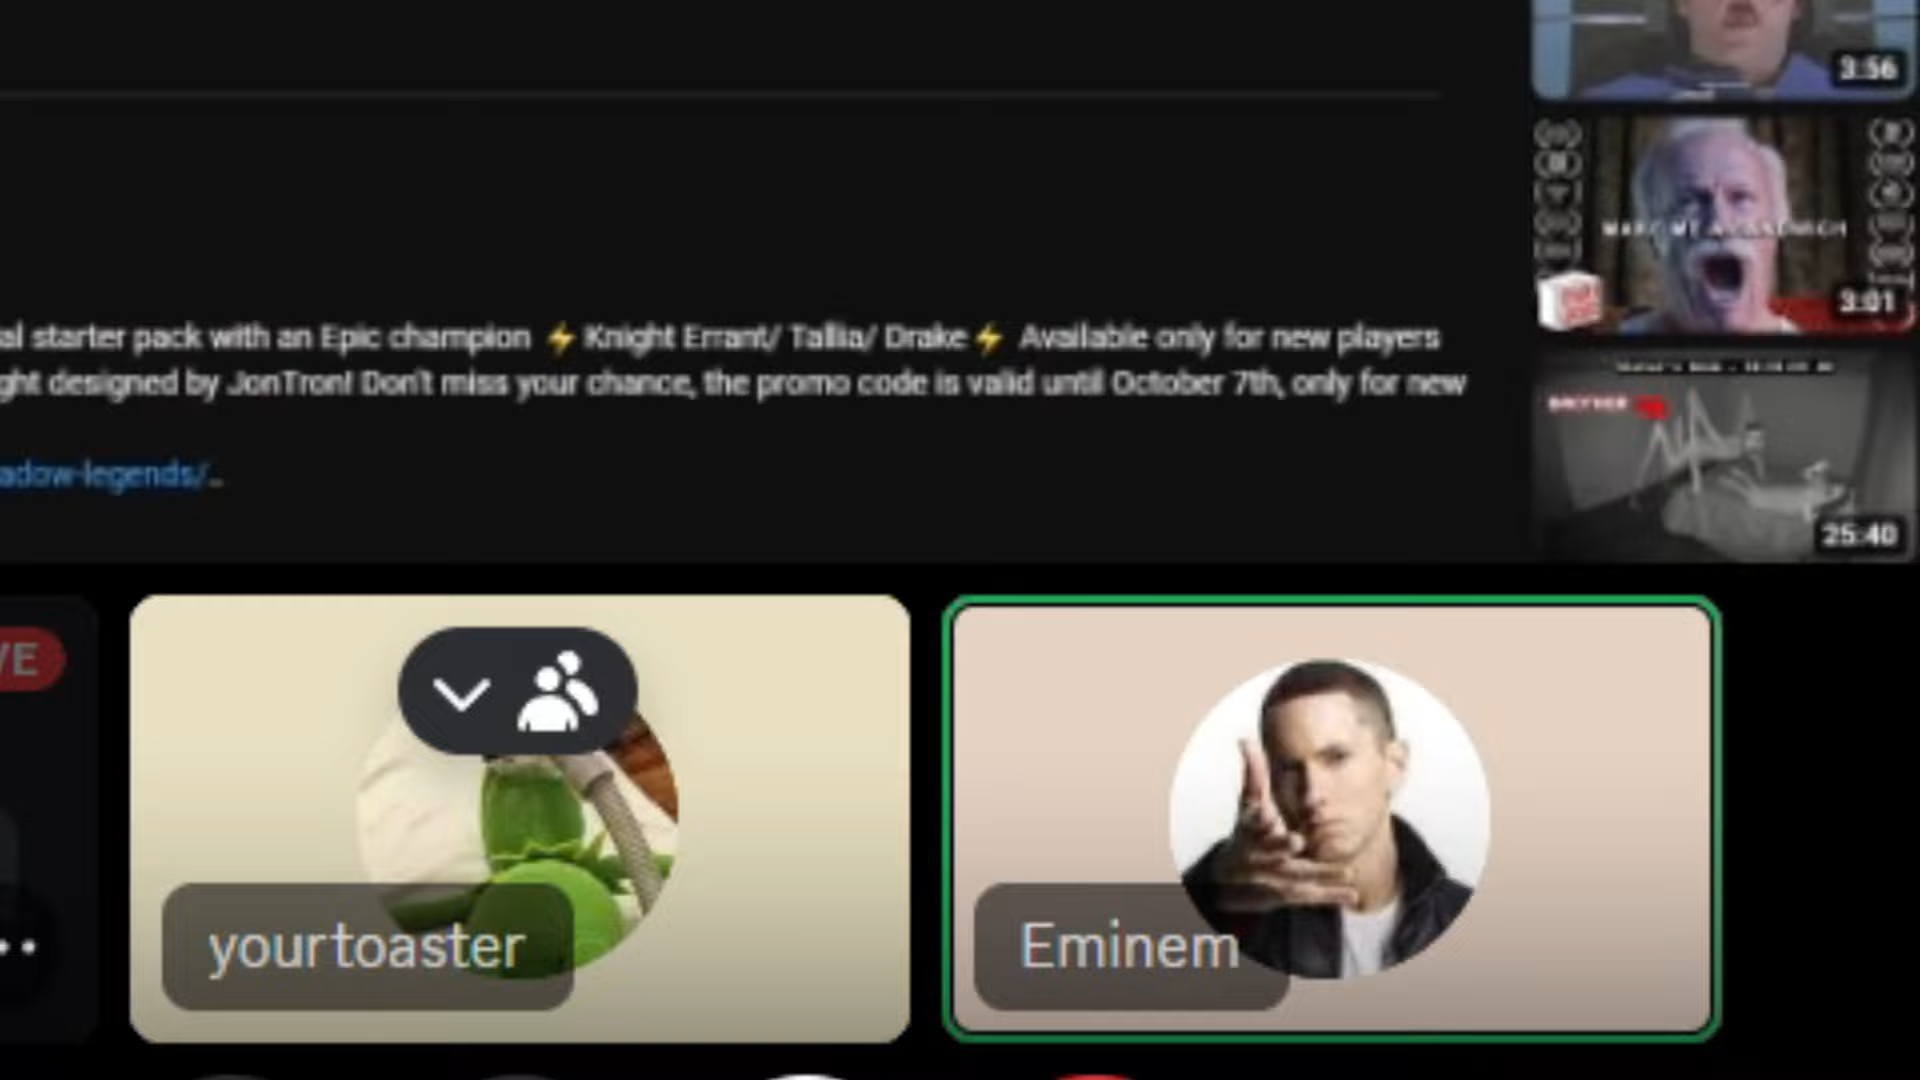 3:56
3:01
al starter pack with an Epic champion ⚡ Knight Errant/ Tallia/ Drake⚡ Available only for new players
ght designed by JonTron! Don't miss your chance, the promo code is valid until October 7th, only for new
adow-legends/...
25:40
VE
yourtoaster
Eminem